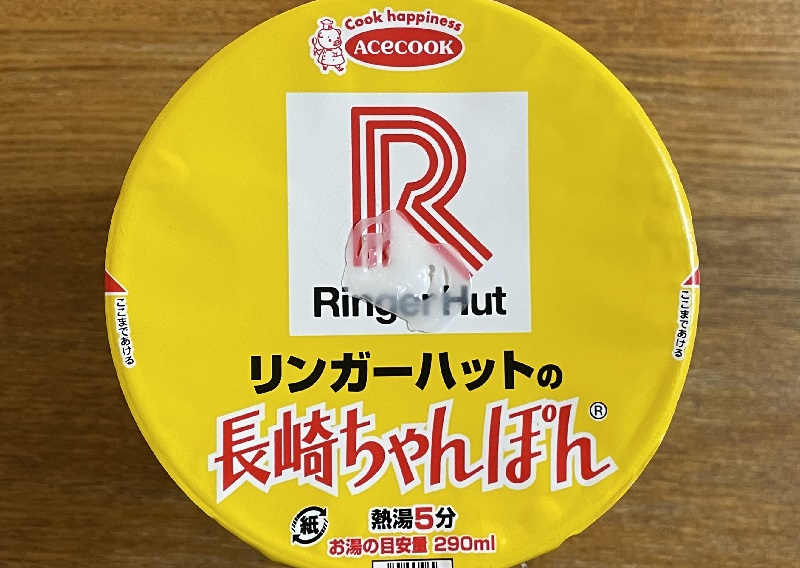 Cook happiness
ACECOOK
R
Ringer Hut
リンガーハットの
長崎ちゃんぽん®
ここまであける
ここまであける
紙
熱湯5分
お湯の目安量 290ml